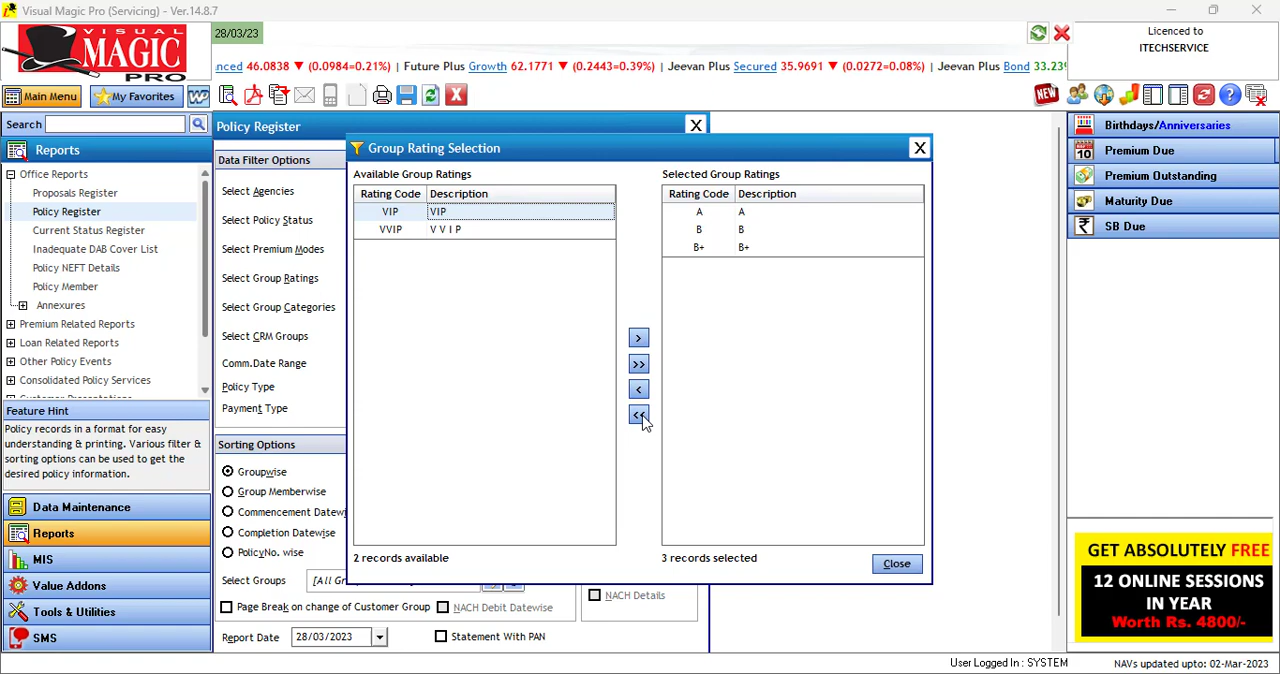 Visual Magic Pro (Servicing) - Ver.14.8.7
VISUAL
MAGIC
PRO
28/03/23
Licenced to
ITECHSERVICE
nced 46.0838 ▼ (0.0984=0.21%) | Future Plus Growth 62.1771 ▼ (0.2443=0.39%) | Jeevan Plus Secured 35.9691 ▼ (0.0272=0.08%) | Jeevan Plus Bond 33.239
Main Menu
My Favorites
NEW
Search
Reports
Office Reports
Proposals Register
Policy Register
Current Status Register
Inadequate DAB Cover List
Policy NEFT Details
Policy Member
Annexures
Premium Related Reports
Loan Related Reports
Other Policy Events
Consolidated Policy Services
Feature Hint
Policy records in a format for easy
understanding & printing. Various filter &
sorting options can be used to get the
desired policy information.
Data Maintenance
Reports
MIS
Value Addons
Tools & Utilities
SMS
Policy Register
X
Data Filter Options
Select Agencies
Select Policy Status
Select Premium Modes
Select Group Ratings
Select Group Categories
Select CRM Groups
Comm.Date Range
Policy Type
Payment Type
Sorting Options
Groupwise
Group Memberwise
Commencement Datewi
Completion Datewise
PolicyNo. wise
Select Groups
[All Gr
Page Break on change of Customer Group
NACH Debit Datewise
NACH Details
Report Date
28/03/2023
Statement With PAN
Group Rating Selection
X
Available Group Ratings
Rating Code Description
VIP VIP
VVIP V V I P
2 records available
>
>>
<
<<
Selected Group Ratings
Rating Code Description
A A
B B
B+ B+
3 records selected
Close
Birthdays/Anniversaries
10 Premium Due
Premium Outstanding
Maturity Due
₹ SB Due
GET ABSOLUTELY FREE
12 ONLINE SESSIONS
IN YEAR
Worth Rs. 4800/-
User Logged In : SYSTEM
NAVs updated upto: 02-Mar-2023